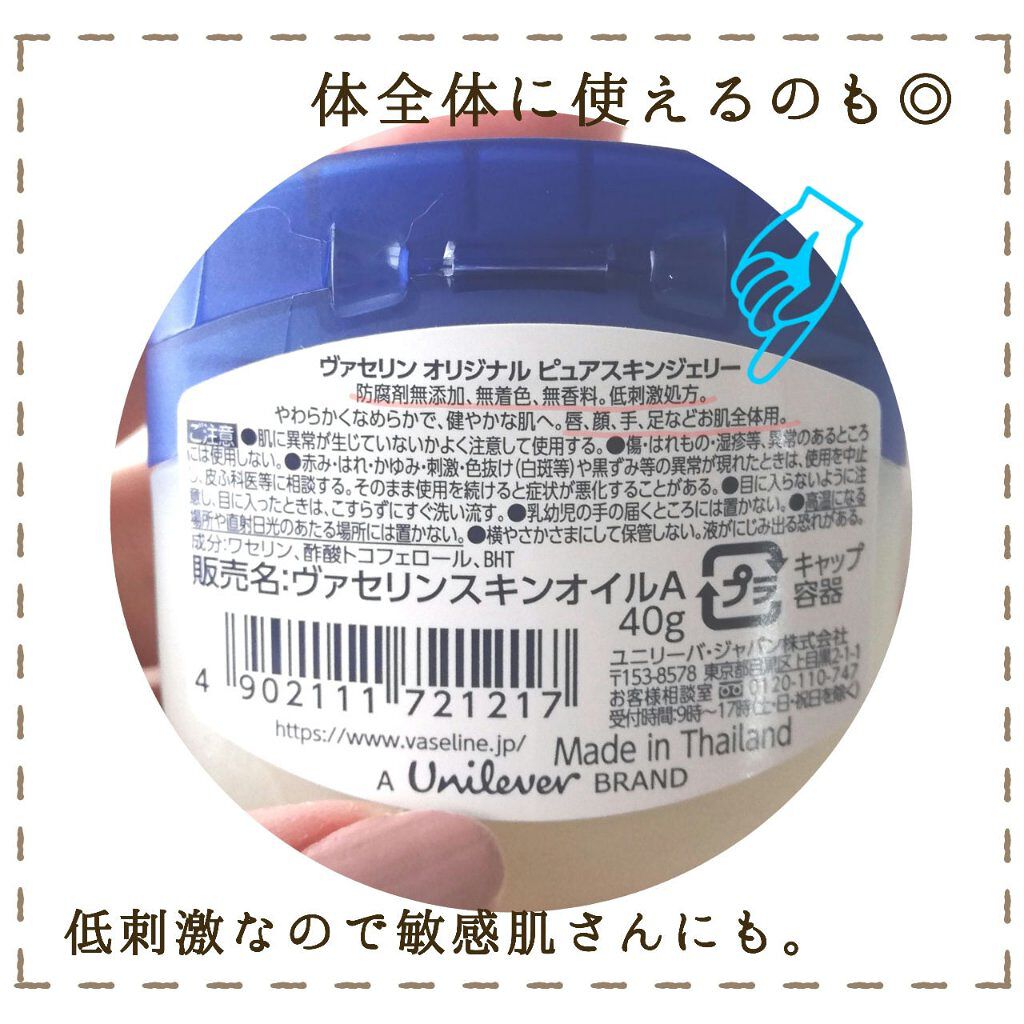 体全体に使えるのも◎
ヴァセリン オリジナル ピュアスキンジェリー
防腐剤無添加、無着色、無香料。低刺激処方。
やわらかくなめらかで、健やかな肌へ。唇、顔、手、足などお肌全体用。
ご注意 ●肌に異常が生じていないかよく注意して使用する。●傷・はれもの・湿疹等、異常のあるところ
には使用しない。●赤み・はれ・かゆみ・刺激・色抜け(白斑等)や黒ずみ等の異常が現れたときは、使用を中止
し、皮ふ科医等に相談する。そのまま使用を続けると症状が悪化することがある。●目に入らないように注
意し、目に入ったときは、こすらずにすぐ洗い流す。●乳幼児の手の届くところには置かない。●高温になる
場所や直射日光のあたる場所には置かない。●横やさかさまにして保管しない。液がにじみ出る恐れがある。
成分:ワセリン、酢酸トコフェロール、BHT
販売名:ヴァセリンスキンオイルA
40g
プラ
キャップ
容器
4 902111 721217
ユニリーバ・ジャパン株式会社
〒153-8578 東京都目黒区上目黒2-1-1
お客様相談室 0120-110-747
受付時間:9時~17時(土・日・祝日を除く)
https://www.vaseline.jp/
Made in Thailand
A Unilever BRAND
低刺激なので敏感肌さんにも。